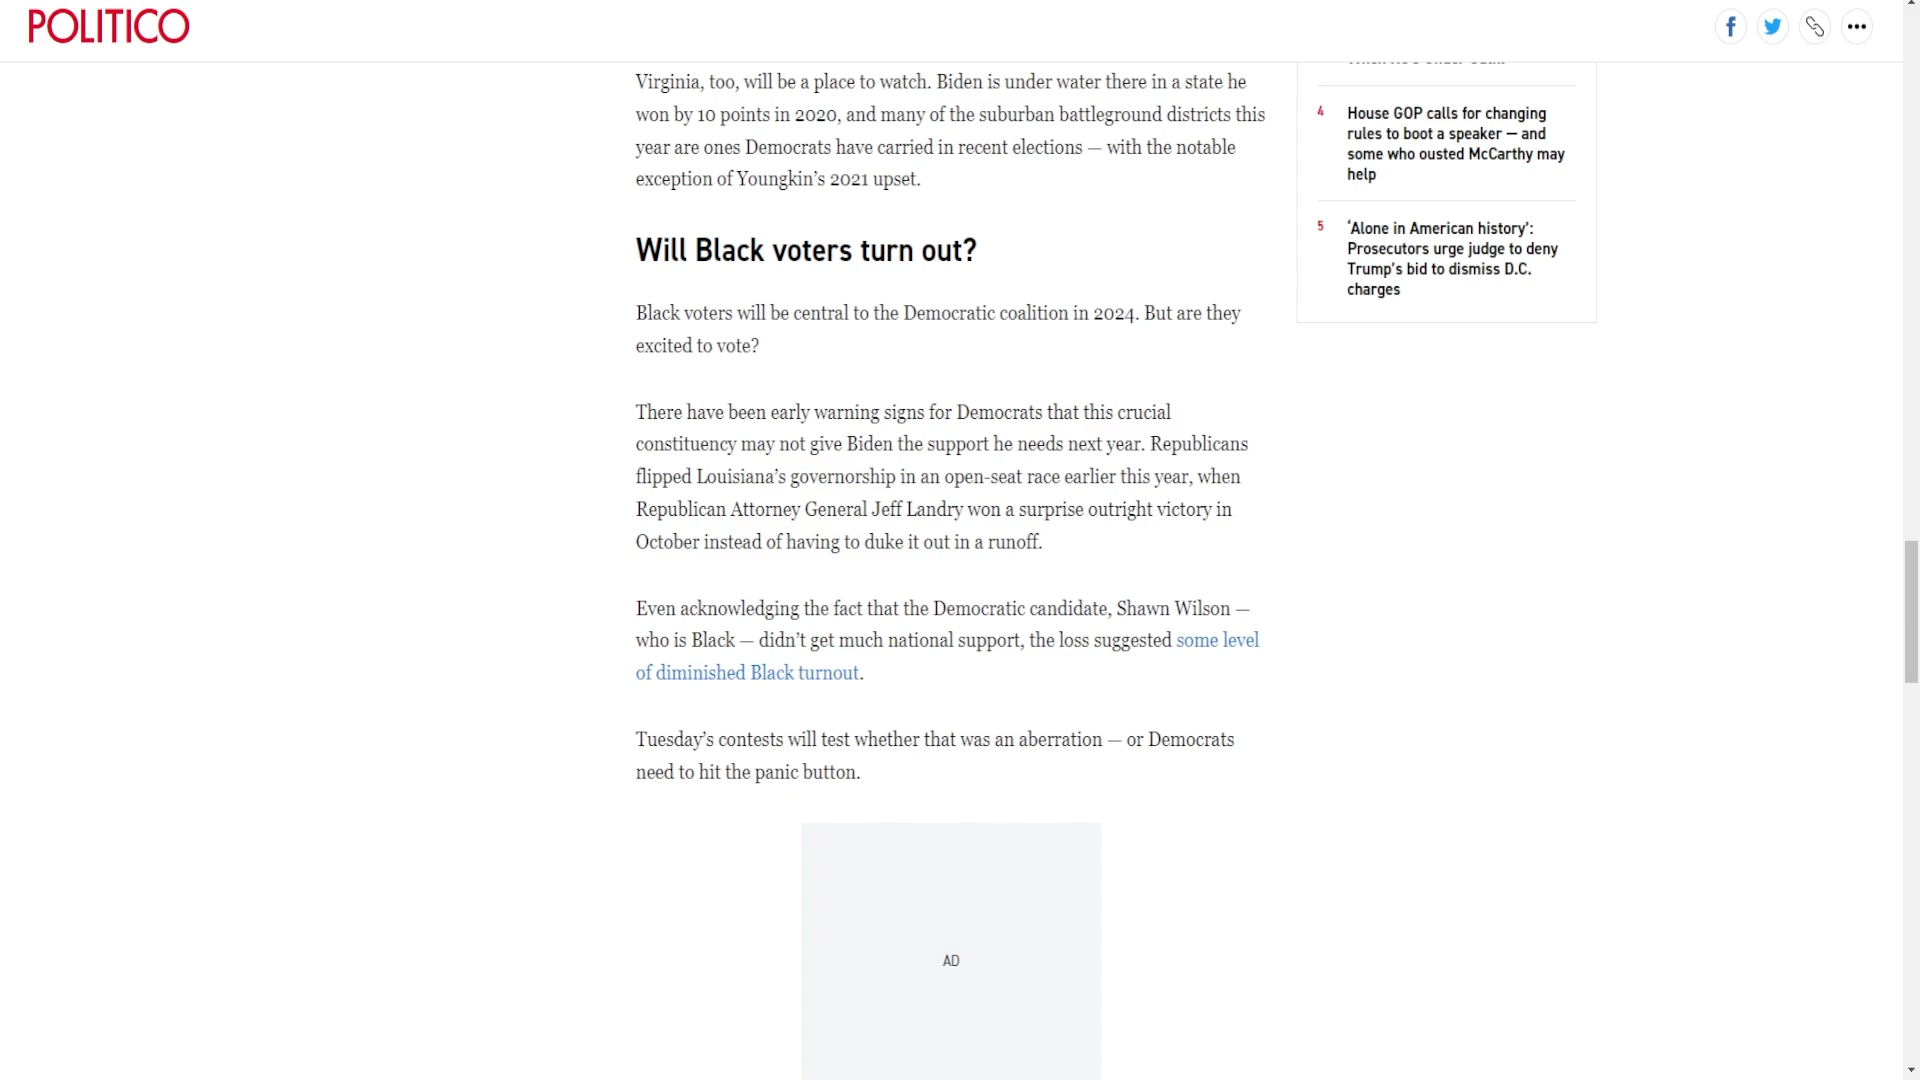 POLITICO
Virginia, too, will be a place to watch. Biden is under water there in a state he
won by 10 points in 2020, and many of the suburban battleground districts this
year are ones Democrats have carried in recent elections — with the notable
exception of Youngkin’s 2021 upset.
Will Black voters turn out?
Black voters will be central to the Democratic coalition in 2024. But are they
excited to vote?
There have been early warning signs for Democrats that this crucial
constituency may not give Biden the support he needs next year. Republicans
flipped Louisiana’s governorship in an open-seat race earlier this year, when
Republican Attorney General Jeff Landry won a surprise outright victory in
October instead of having to duke it out in a runoff.
Even acknowledging the fact that the Democratic candidate, Shawn Wilson —
who is Black — didn’t get much national support, the loss suggested some level
of diminished Black turnout.
Tuesday’s contests will test whether that was an aberration — or Democrats
need to hit the panic button.
AD
4 House GOP calls for changing
rules to boot a speaker — and
some who ousted McCarthy may
help
5 ‘Alone in American history’:
Prosecutors urge judge to deny
Trump’s bid to dismiss D.C.
charges